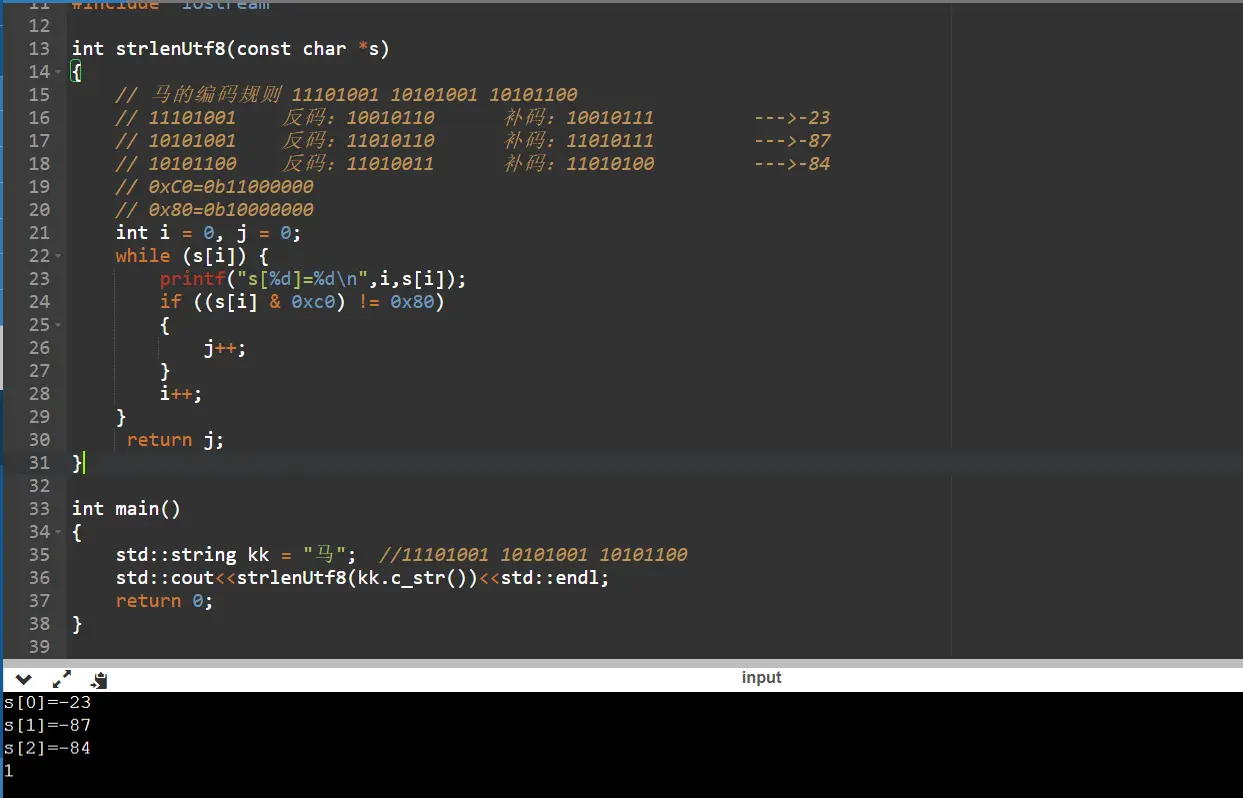 11 #include "iostream"
12
13 int strlenUtf8(const char *s)
14 {
15 // 马的编码规则 11101001 10101001 10101100
16 // 11101001 反码：10010110 补码：10010111 --->-23
17 // 10101001 反码：11010110 补码：11010111 --->-87
18 // 10101100 反码：11010011 补码：11010100 --->-84
19 // 0xC0=0b11000000
20 // 0x80=0b10000000
21 int i = 0, j = 0;
22 while (s[i]) {
23 printf("s[%d]=%d\n",i,s[i]);
24 if ((s[i] & 0xc0) != 0x80)
25 {
26 j++;
27 }
28 i++;
29 }
30 return j;
31 }
32
33 int main()
34 {
35 std::string kk = "马"; //11101001 10101001 10101100
36 std::cout<<strlenUtf8(kk.c_str())<<std::endl;
37 return 0;
38 }
39
input
s[0]=-23
s[1]=-87
s[2]=-84
1